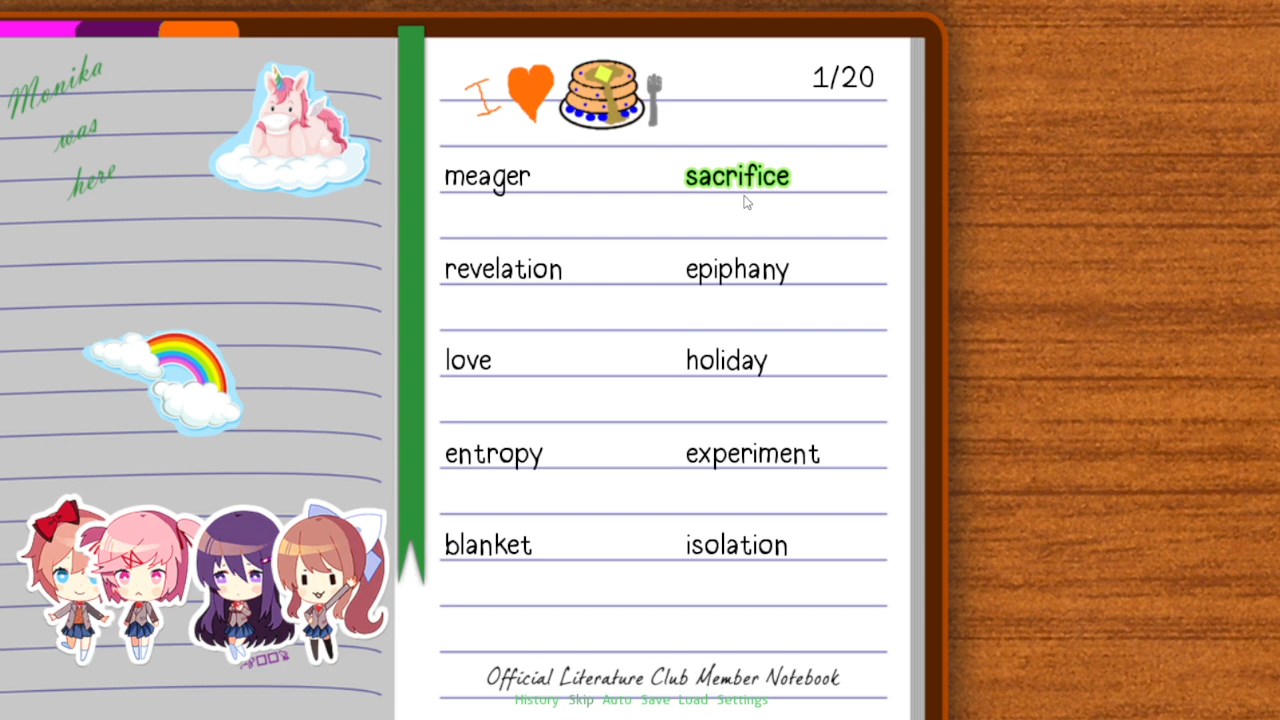 Monika
was
here
I
1/20
meager sacrifice
revelation epiphany
love holiday
entropy experiment
blanket isolation
Official Literature Club Member Notebook
History Skip Auto Save Load Settings